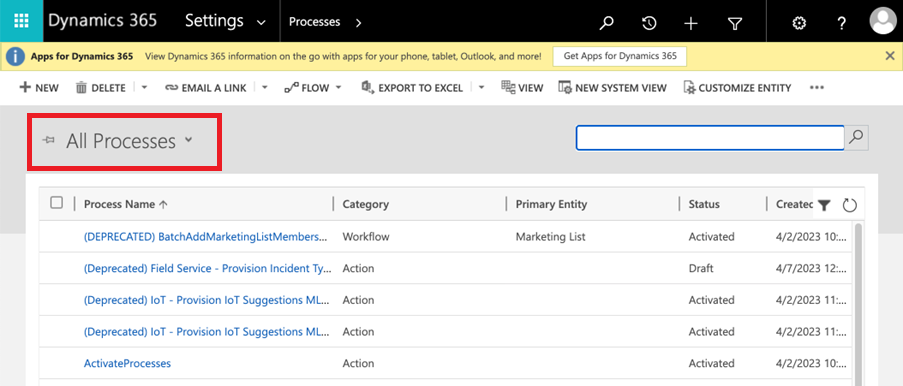 Dynamics 365 Settings Processes
Apps for Dynamics 365 View Dynamics 365 information on the go with apps for your phone, tablet, Outlook, and more! Get Apps for Dynamics 365
NEW DELETE EMAIL A LINK FLOW EXPORT TO EXCEL VIEW NEW SYSTEM VIEW CUSTOMIZE ENTITY
All Processes
Process Name Category Primary Entity Status Created
(DEPRECATED) BatchAddMarketingListMembers... Workflow Marketing List Activated 4/2/2023 10:...
(Deprecated) Field Service - Provision Incident Ty... Action Draft 4/7/2023 12:...
(Deprecated) IoT - Provision IoT Suggestions ML... Action Activated 4/2/2023 11:...
(Deprecated) IoT - Provision IoT Suggestions ML... Action Activated 4/2/2023 11:...
ActivateProcesses Action Activated 4/2/2023 10:...